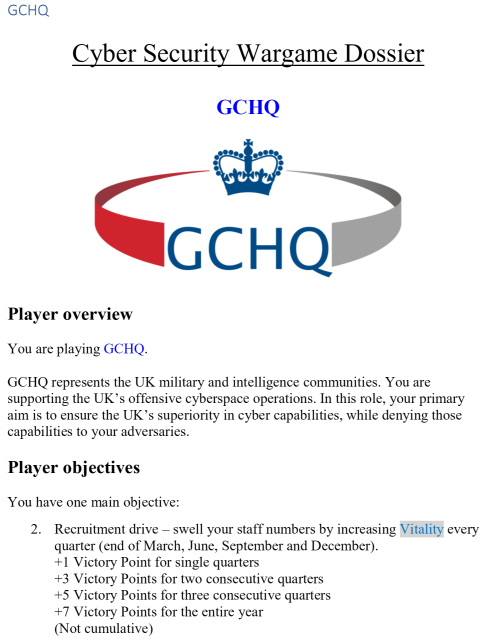 GCHQ
Cyber Security Wargame Dossier
GCHQ
GCHQ
Player overview
You are playing GCHQ.
GCHQ represents the UK military and intelligence communities. You are
supporting the UK’s offensive cyberspace operations. In this role, your primary
aim is to ensure the UK’s superiority in cyber capabilities, while denying those
capabilities to your adversaries.
Player objectives
You have one main objective:
2. Recruitment drive – swell your staff numbers by increasing Vitality every
quarter (end of March, June, September and December).
+1 Victory Point for single quarters
+3 Victory Points for two consecutive quarters
+5 Victory Points for three consecutive quarters
+7 Victory Points for the entire year
(Not cumulative)